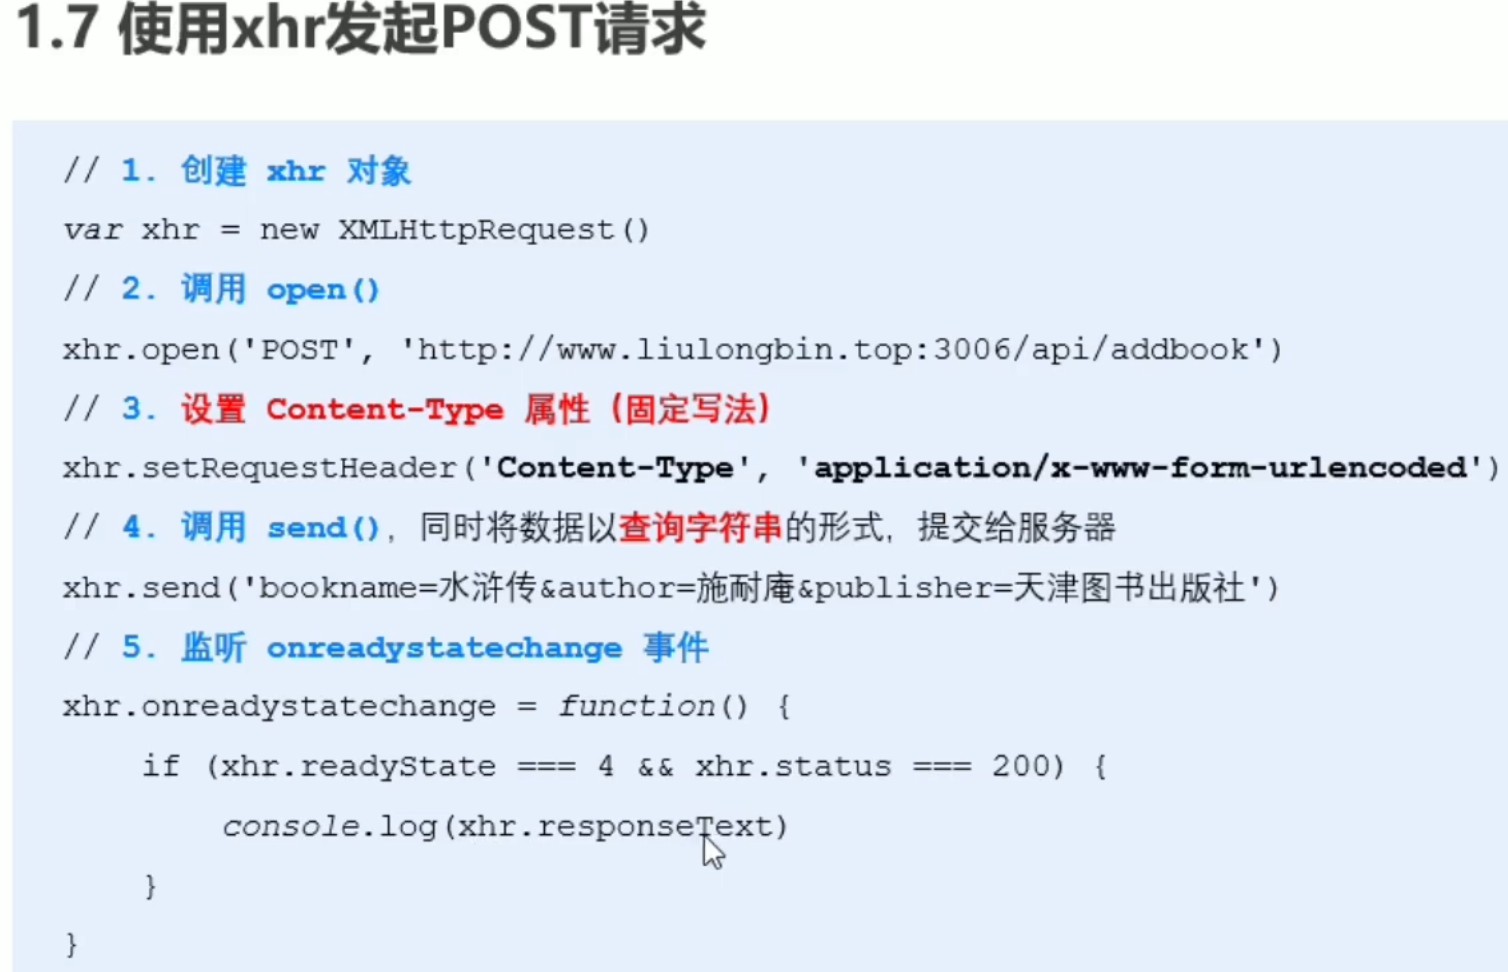 1.7 使用xhr发起POST请求
// 1. 创建 xhr 对象
var xhr = new XMLHttpRequest()
// 2. 调用 open()
xhr.open('POST', 'http://www.liulongbin.top:3006/api/addbook')
// 3. 设置 Content-Type 属性（固定写法）
xhr.setRequestHeader('Content-Type', 'application/x-www-form-urlencoded')
// 4. 调用 send()，同时将数据以查询字符串的形式，提交给服务器
xhr.send('bookname=水浒传&author=施耐庵&publisher=天津图书出版社')
// 5. 监听 onreadystatechange 事件
xhr.onreadystatechange = function() {
if (xhr.readyState === 4 && xhr.status === 200) {
console.log(xhr.responseText)
}
}